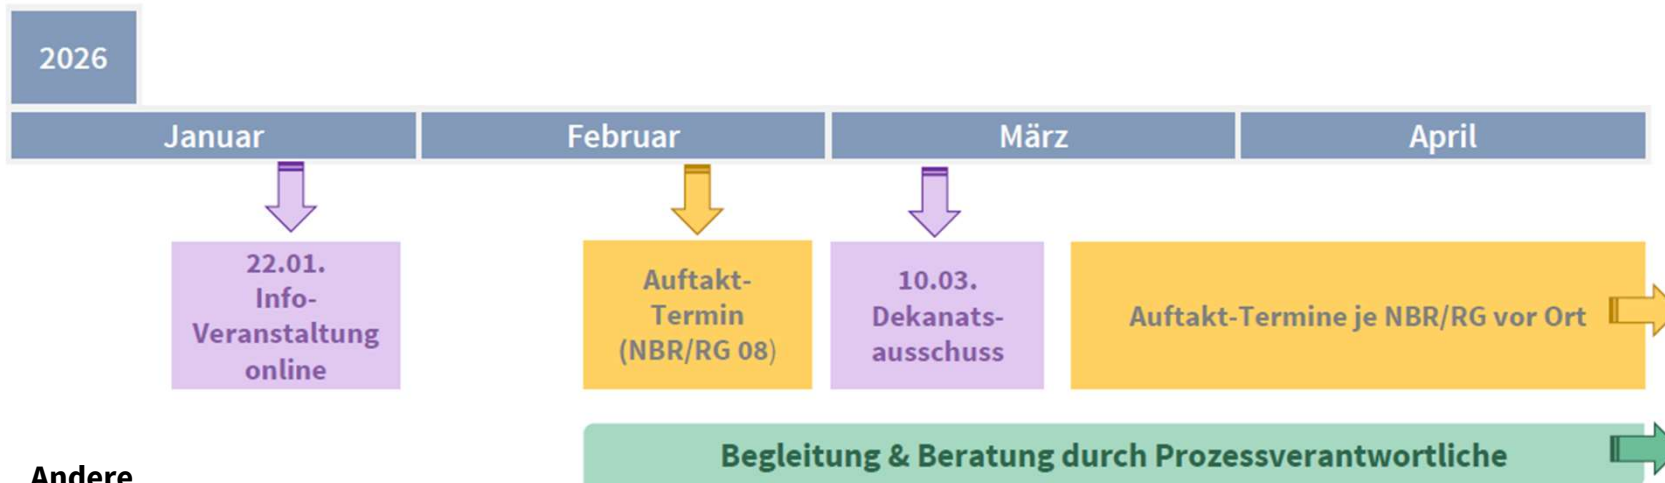 2026
Januar
Februar
März
April
22.01.
Info-
Veranstaltung
online
Auftakt-
Termin
(NBR/RG 08)
10.03.
Dekanats-
ausschuss
Auftakt-Termine je NBR/RG vor Ort
Begleitung & Beratung durch Prozessverantwortliche
Andere